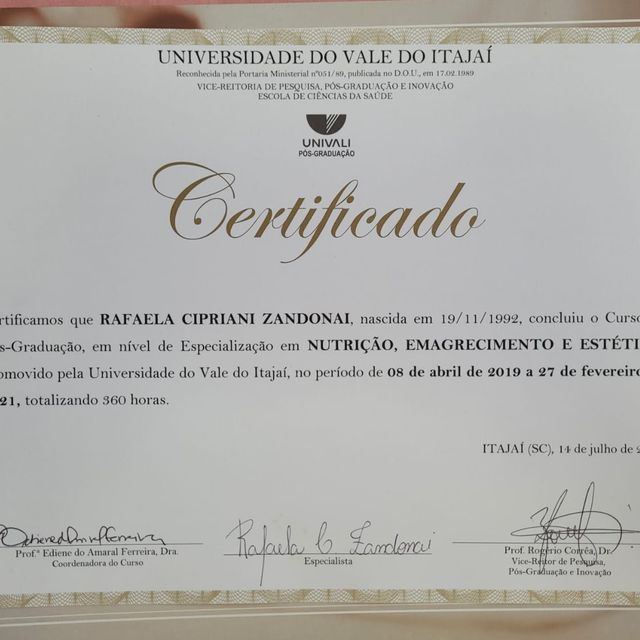 UNIVERSIDADE DO VALE DO ITAJAÍ
Reconhecida pela Portaria Ministerial nº051/89, publicada no D.O.U., em 17.02.1989
VICE-REITORIA DE PESQUISA, PÓS-GRADUAÇÃO E INOVAÇÃO
ESCOLA DE CIÊNCIAS DA SAÚDE
UNIVALI
PÓS-GRADUAÇÃO
Certificado
rtificamos que RAFAELA CIPRIANI ZANDONAI, nascida em 19/11/1992, concluiu o Curso
s-Graduação, em nível de Especialização em NUTRIÇÃO, EMAGRECIMENTO E ESTÉTI
omovido pela Universidade do Vale do Itajaí, no período de 08 de abril de 2019 a 27 de fevereiro
21, totalizando 360 horas.
ITAJAÍ (SC), 14 de julho de 2
Rafaela C Zandonai
Prof.ª Ediene do Amaral Ferreira, Dra.
Coordenadora do Curso
Especialista
Prof. Rogério Corrêa, Dr.
Vice-Reitor de Pesquisa,
Pós-Graduação e Inovação